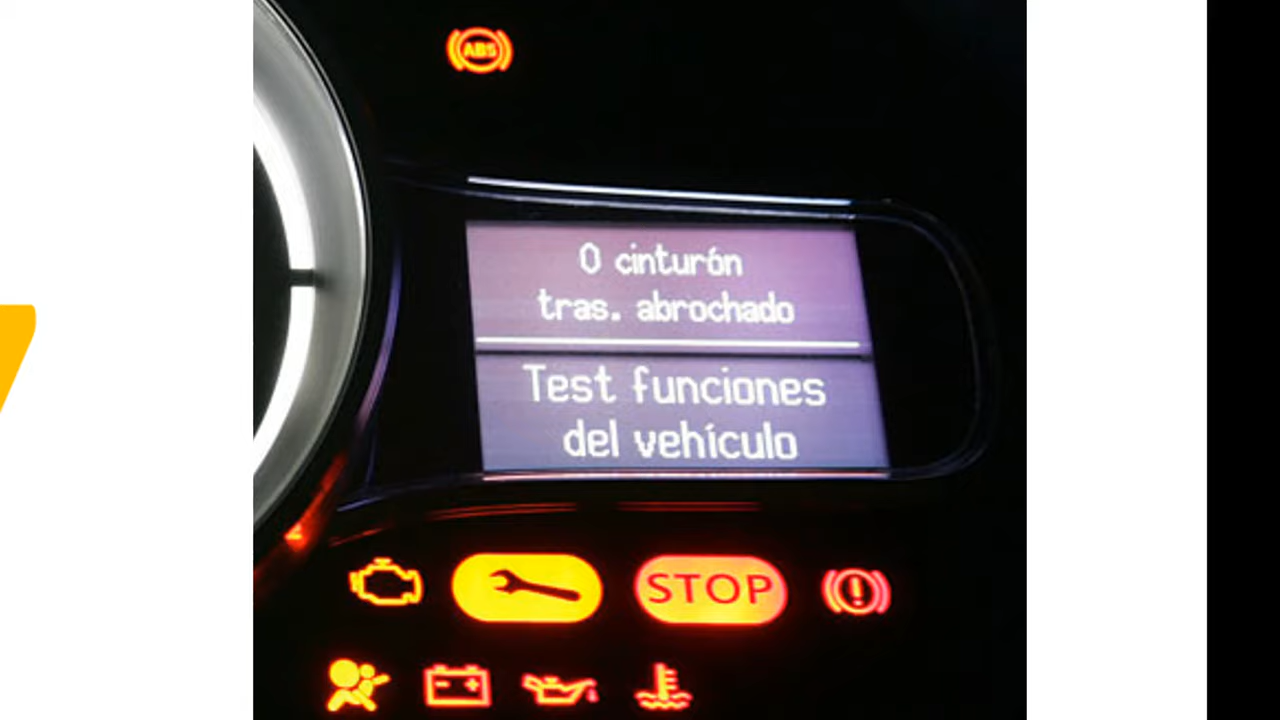 ABS
0 cinturón
tras. abrochado
Test funciones
del vehículo
STOP